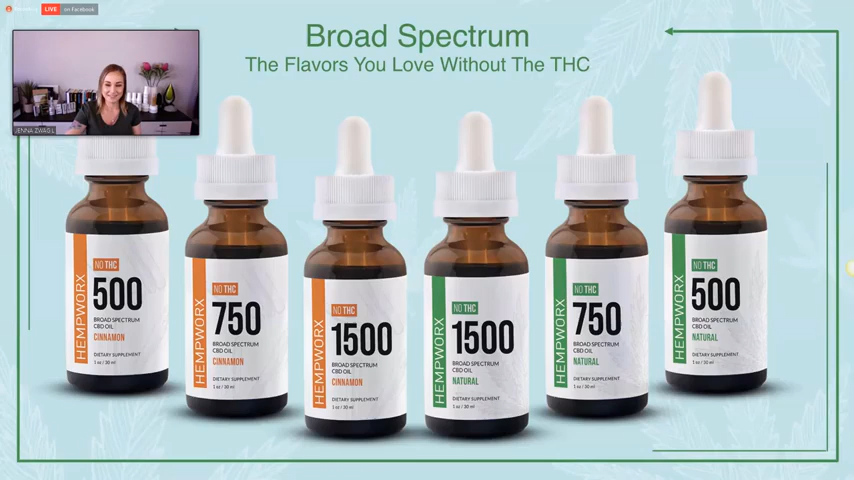 LIVE on Facebook
JENNA ZWAGIL
Broad Spectrum
The Flavors You Love Without The THC
HEMPWORX
NO THC
500
BROAD SPECTRUM
CBD OIL
CINNAMON
DIETARY SUPPLEMENT
1 oz / 30 ml
HEMPWORX
NO THC
750
BROAD SPECTRUM
CBD OIL
CINNAMON
DIETARY SUPPLEMENT
1 oz / 30 ml
HEMPWORX
NO THC
1500
BROAD SPECTRUM
CBD OIL
CINNAMON
DIETARY SUPPLEMENT
1 oz / 30 ml
HEMPWORX
NO THC
1500
BROAD SPECTRUM
CBD OIL
NATURAL
DIETARY SUPPLEMENT
1 oz / 30 ml
HEMPWORX
NO THC
750
BROAD SPECTRUM
CBD OIL
NATURAL
DIETARY SUPPLEMENT
1 oz / 30 ml
HEMPWORX
NO THC
500
BROAD SPECTRUM
CBD OIL
NATURAL
DIETARY SUPPLEMENT
1 oz / 30 ml